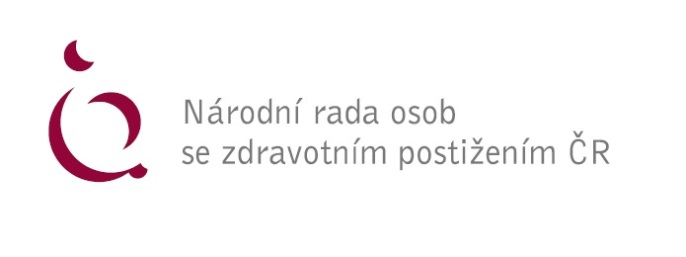 Národní rada osob
se zdravotním postižením ČR